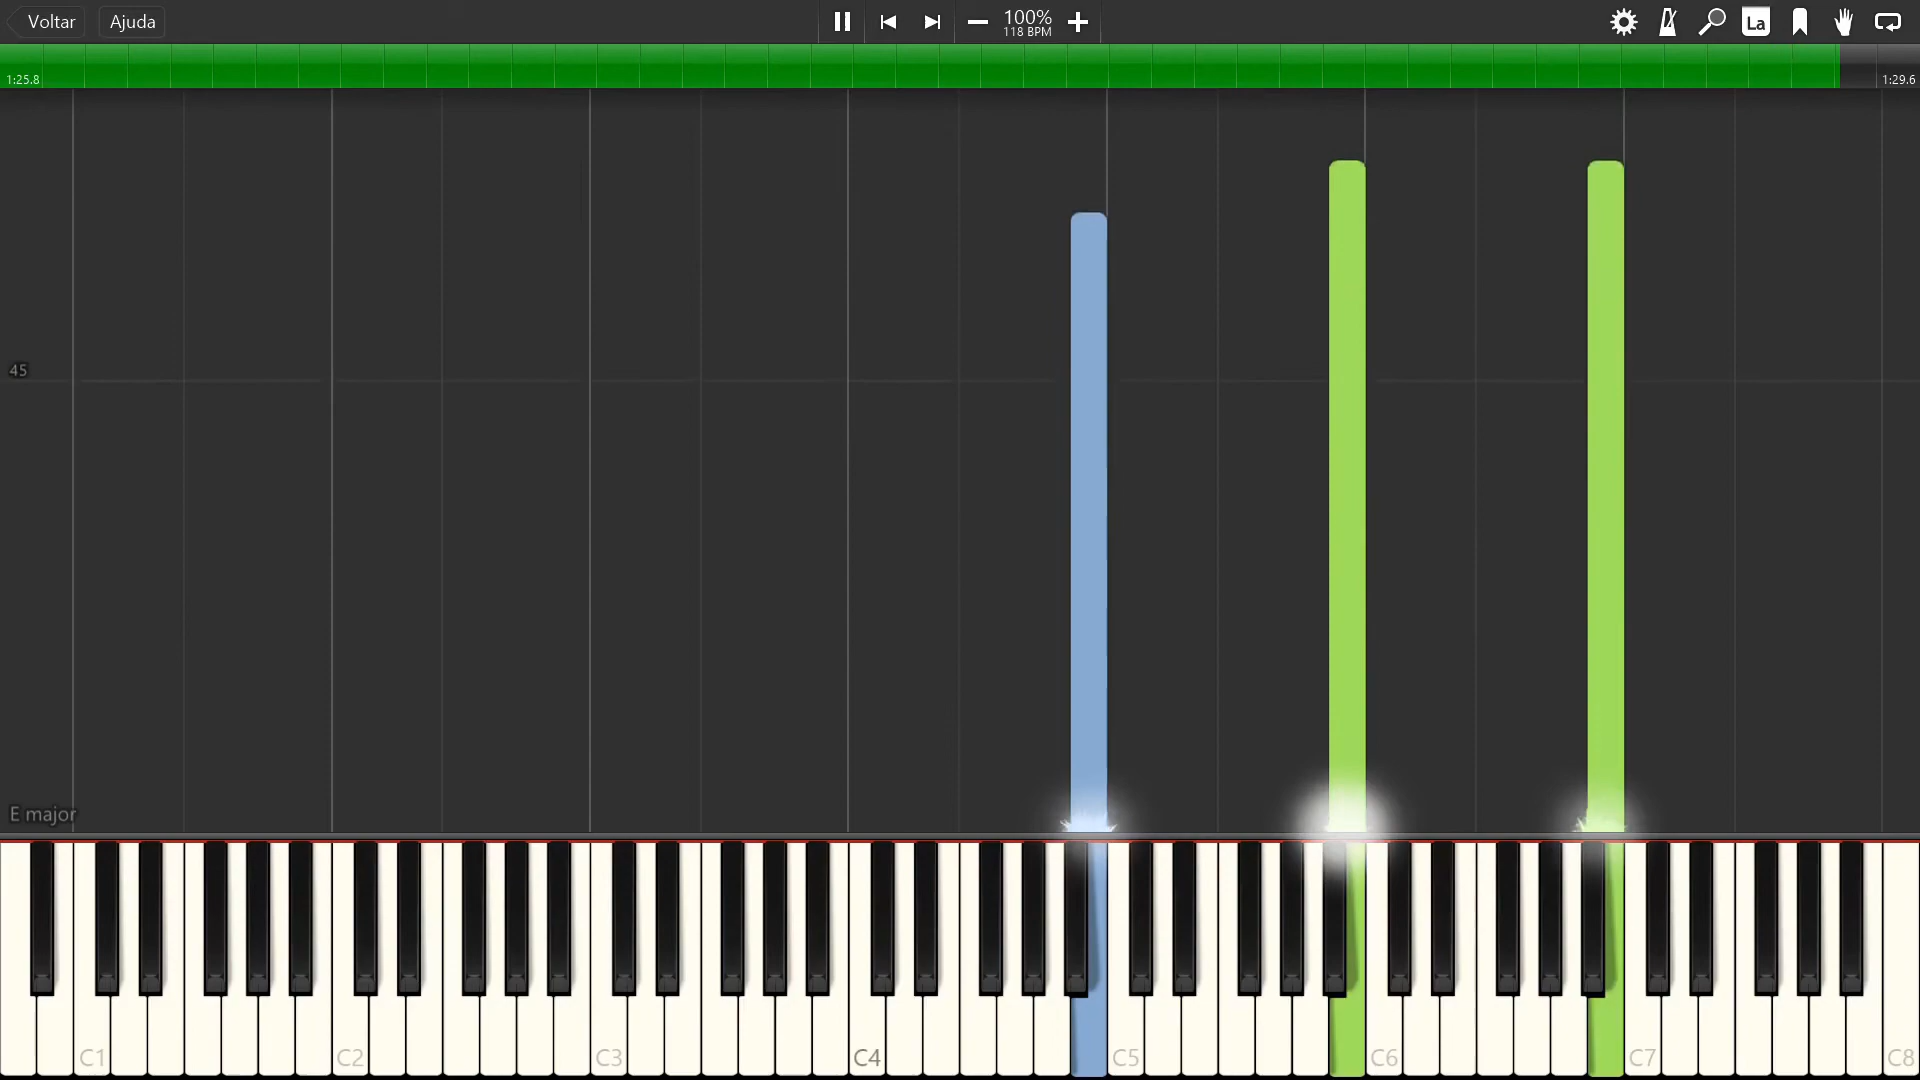 Voltar
Ajuda
100%
118 BPM
La
1:25.8
1:29.6
45
E major
C1
C2
C3
C4
C5
C6
C7
C8